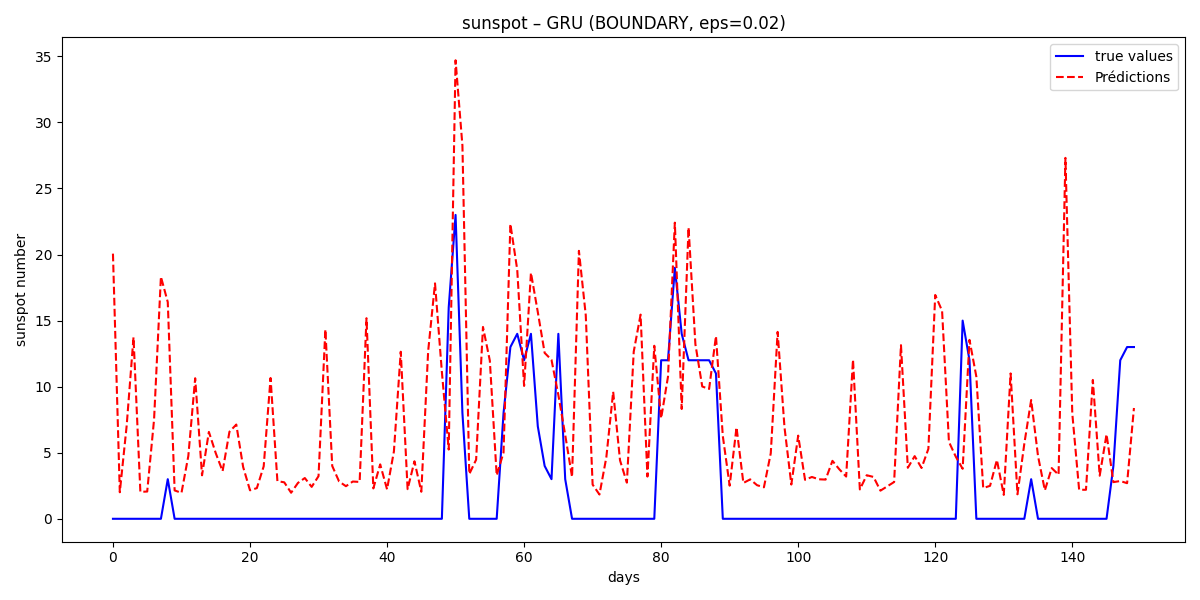 sunspot – GRU (BOUNDARY, eps=0.02)
true values
Prédictions
sunspot number
35
30
25
20
15
10
5
0
0 20 40 60 80 100 120 140
days